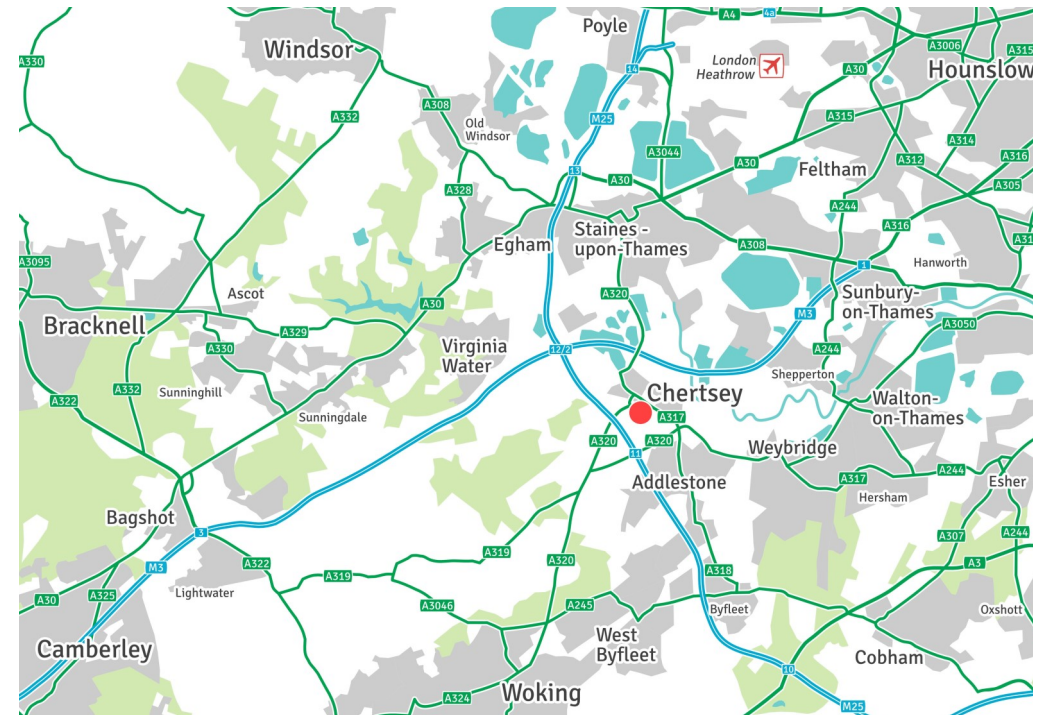 Poyle
A4
4a
A3006
A315
Windsor
A330
14
London
Heathrow
A30
Hounslow
A308
A332
M25
A315
Old
Windsor
A314
A3044
A30
A312
A316
13
A30
Feltham
A305
A328
A244
A316
Staines -
upon-Thames
Egham
A308
A31
A3095
1
Hanworth
Ascot
A30
A320
Sunbury-
on-Thames
M3
Bracknell
A329
A3050
A330
Virginia
Water
12/2
A244
Shepperton
A332
Sunninghill
A322
Chertsey
Walton-
on-Thames
Sunningdale
A317
A320
A320
Weybridge
11
Addlestone
A317
A244
Esher
Hersham
Bagshot
3
A307
A244
A319
A322
M3
A319
A320
A318
A3
Lightwater
A30
A325
A3046
A245
Byfleet
Oxshott
West
Byfleet
Camberley
Cobham
10
Woking
A324
M25